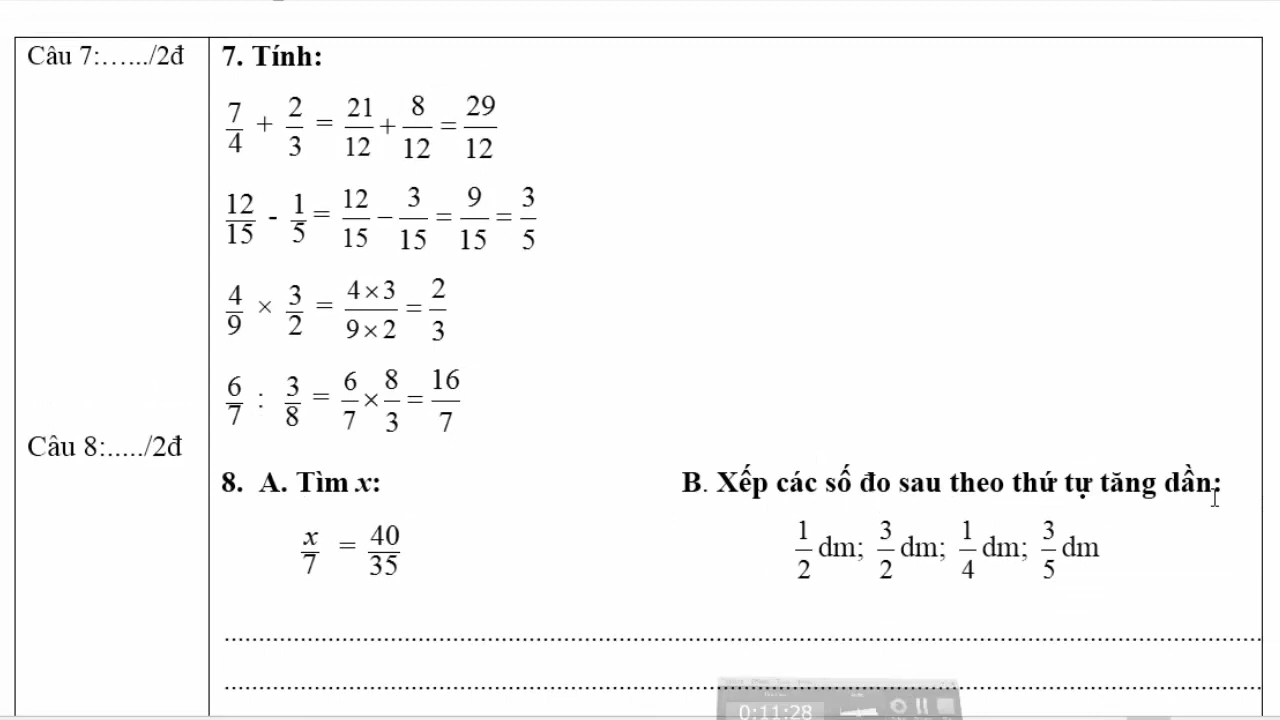 Câu 7:....../2đ
7. Tính:
7/4 + 2/3 = 21/12 + 8/12 = 29/12
12/15 - 1/5 = 12/15 − 3/15 = 9/15 = 3/5
4/9 × 3/2 = 4×3/9×2 = 2/3
6/7 : 3/8 = 6/7 × 8/3 = 16/7
Câu 8:...../2đ
8. A. Tìm x:
x/7 = 40/35
B. Xếp các số đo sau theo thứ tự tăng dần:
1/2 dm; 3/2 dm; 1/4 dm; 3/5 dm
0:11:28